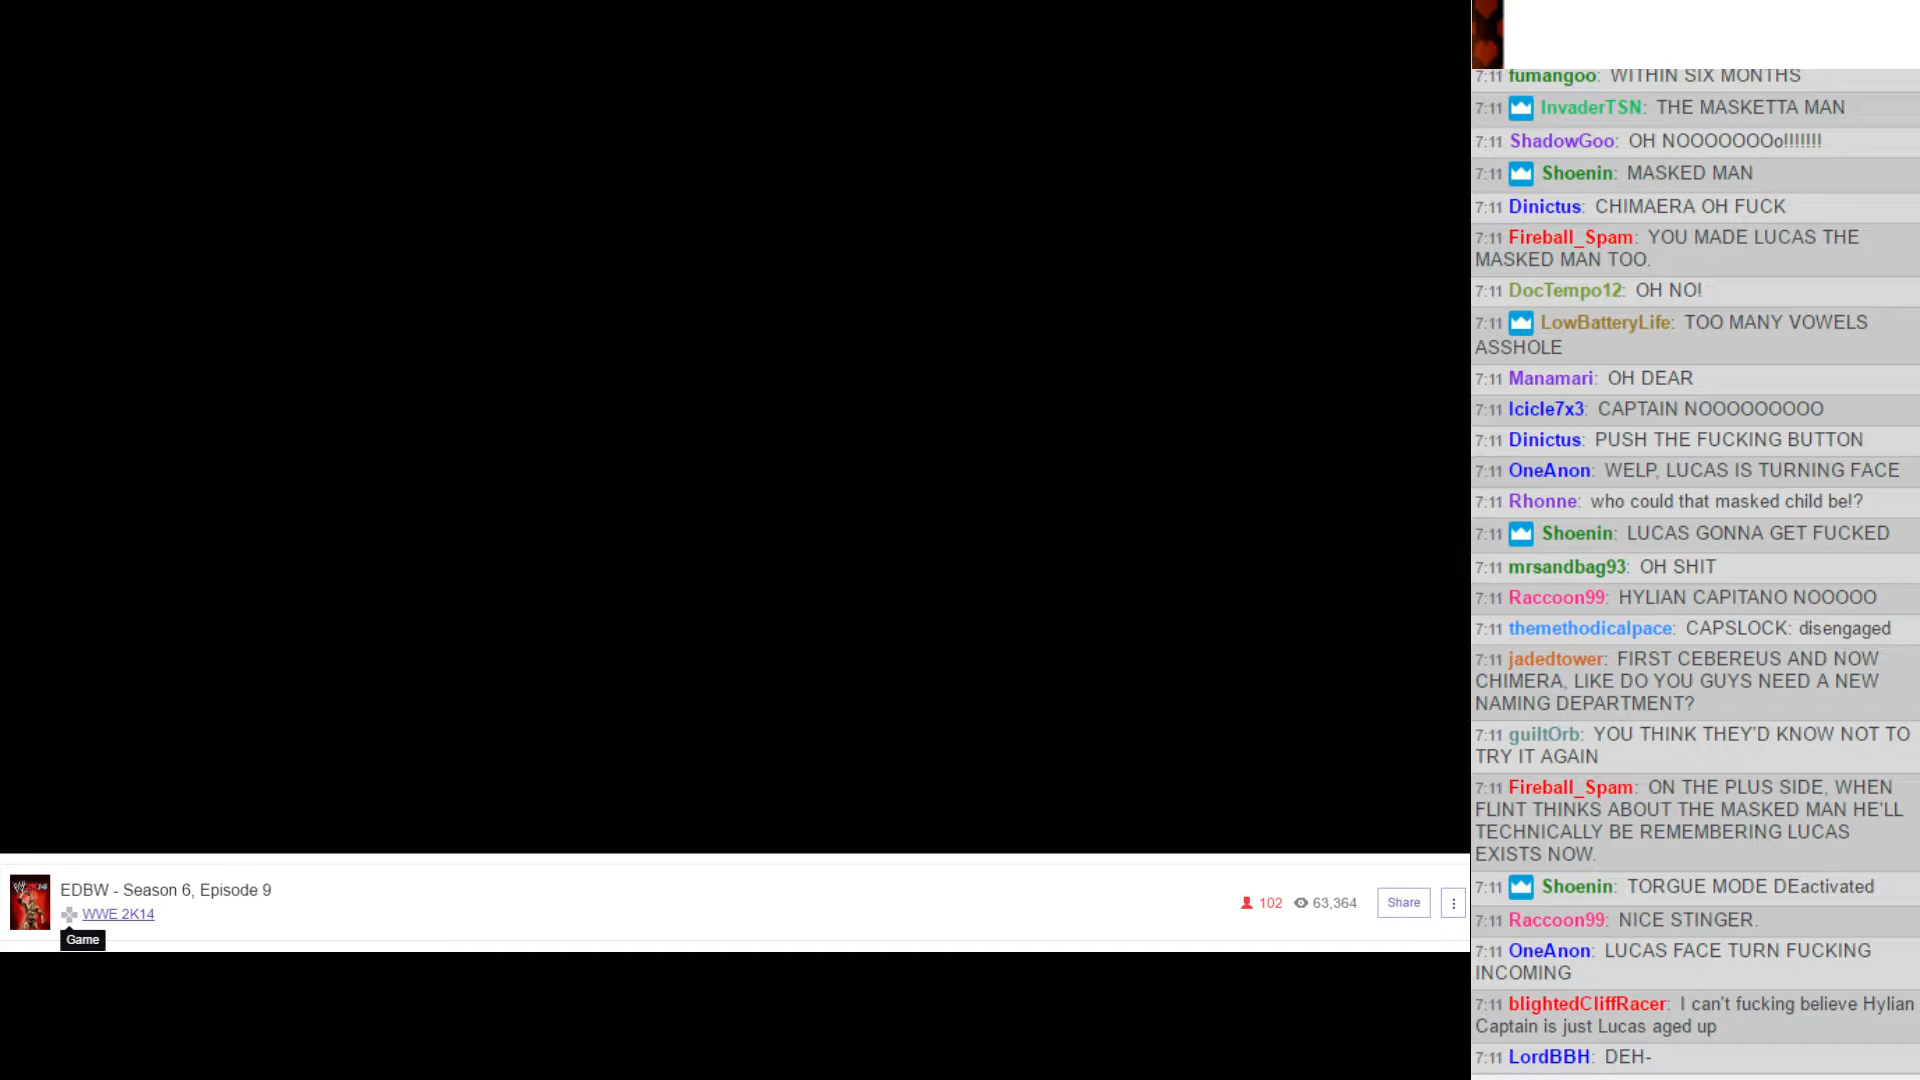 7:11 fumangoo: WITHIN SIX MONTHS
7:11 InvaderTSN: THE MASKETTA MAN
7:11 ShadowGoo: OH NOOOOOOOo!!!!!!!
7:11 Shoenin: MASKED MAN
7:11 Dinictus: CHIMAERA OH FUCK
7:11 Fireball_Spam: YOU MADE LUCAS THE
MASKED MAN TOO.
7:11 DocTempo12: OH NO!
7:11 LowBatteryLife: TOO MANY VOWELS
ASSHOLE
7:11 Manamari: OH DEAR
7:11 Icicle7x3: CAPTAIN NOOOOOOOOO
7:11 Dinictus: PUSH THE FUCKING BUTTON
7:11 OneAnon: WELP, LUCAS IS TURNING FACE
7:11 Rhonne: who could that masked child be!?
7:11 Shoenin: LUCAS GONNA GET FUCKED
7:11 mrsandbag93: OH SHIT
7:11 Raccoon99: HYLIAN CAPITANO NOOOOO
7:11 themethodicalpace: CAPSLOCK: disengaged
7:11 jadedtower: FIRST CEBEREUS AND NOW
CHIMERA, LIKE DO YOU GUYS NEED A NEW
NAMING DEPARTMENT?
7:11 guiltOrb: YOU THINK THEY'D KNOW NOT TO
TRY IT AGAIN
7:11 Fireball_Spam: ON THE PLUS SIDE, WHEN
FLINT THINKS ABOUT THE MASKED MAN HE'LL
TECHNICALLY BE REMEMBERING LUCAS
EXISTS NOW.
7:11 Shoenin: TORGUE MODE DEactivated
7:11 Raccoon99: NICE STINGER.
7:11 OneAnon: LUCAS FACE TURN FUCKING
INCOMING
7:11 blightedCliffRacer: I can't fucking believe Hylian
Captain is just Lucas aged up
7:11 LordBBH: DEH-
EDBW - Season 6, Episode 9
WWE 2K14
Game
102 63,364 Share